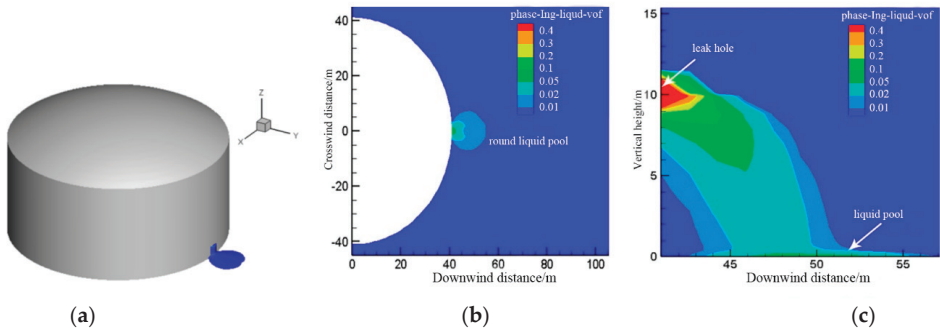 Z
X
Y
(a)
phase-lng-liqud-vof
0.4
0.3
0.2
0.1
0.05
0.02
0.01
round liquid pool
Crosswind distance/m
40
20
0
-20
-40
0
20
40
60
80
100
Downwind distance/m
(b)
phase-lng-liqud-vof
0.4
0.3
0.2
0.1
0.05
0.02
0.01
leak hole
liquid pool
Vertical height/m
15
10
5
0
45
50
55
Downwind distance/m
(c)